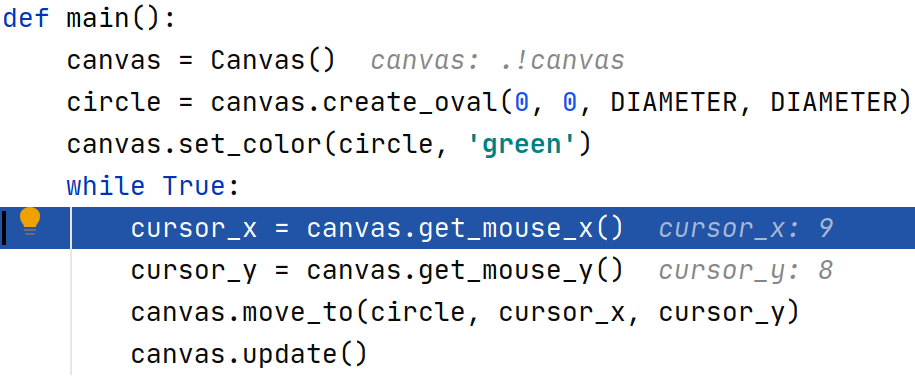 def main():
    canvas = Canvas()  canvas: .!canvas
    circle = canvas.create_oval(0, 0, DIAMETER, DIAMETER)
    canvas.set_color(circle, 'green')
    while True:
        cursor_x = canvas.get_mouse_x()  cursor_x: 9
        cursor_y = canvas.get_mouse_y()  cursor_y: 8
        canvas.move_to(circle, cursor_x, cursor_y)
        canvas.update()